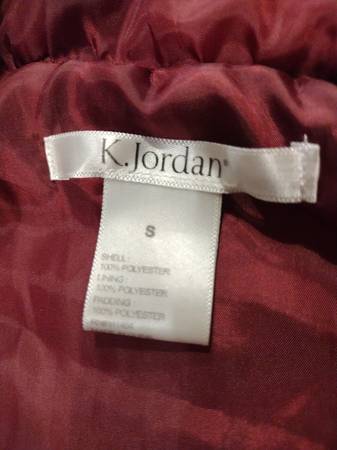 K.Jordan®
S
SHELL:
100% POLYESTER
LINING:
100% POLYESTER
PADDING
100% POLYESTER